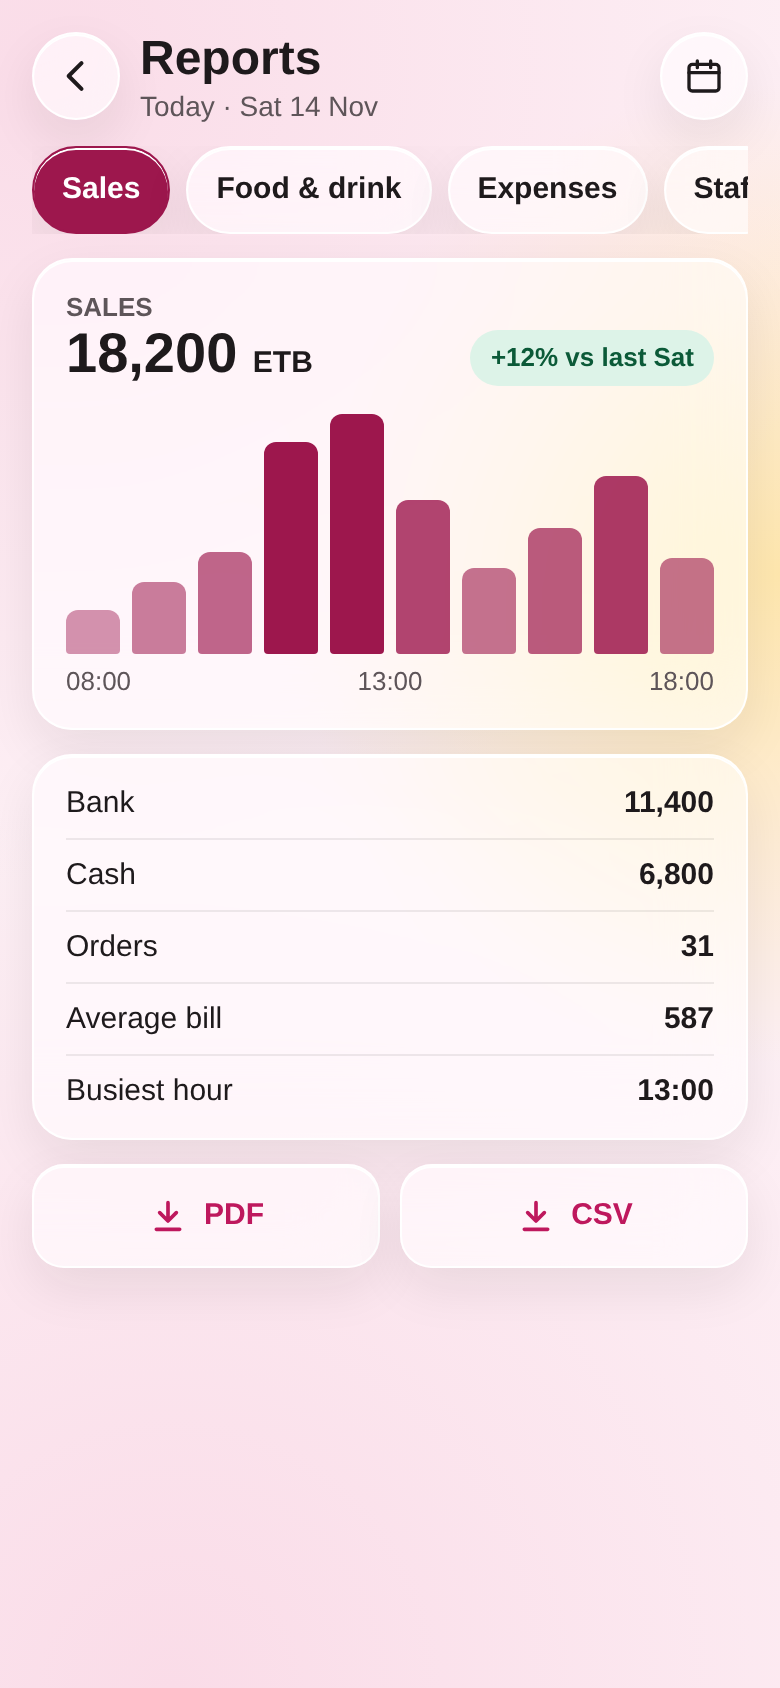 Reports
Today · Sat 14 Nov
Sales
Food & drink
Expenses
Staf
SALES
18,200 ETB
+12% vs last Sat
08:00
13:00
18:00
Bank
11,400
Cash
6,800
Orders
31
Average bill
587
Busiest hour
13:00
PDF
CSV